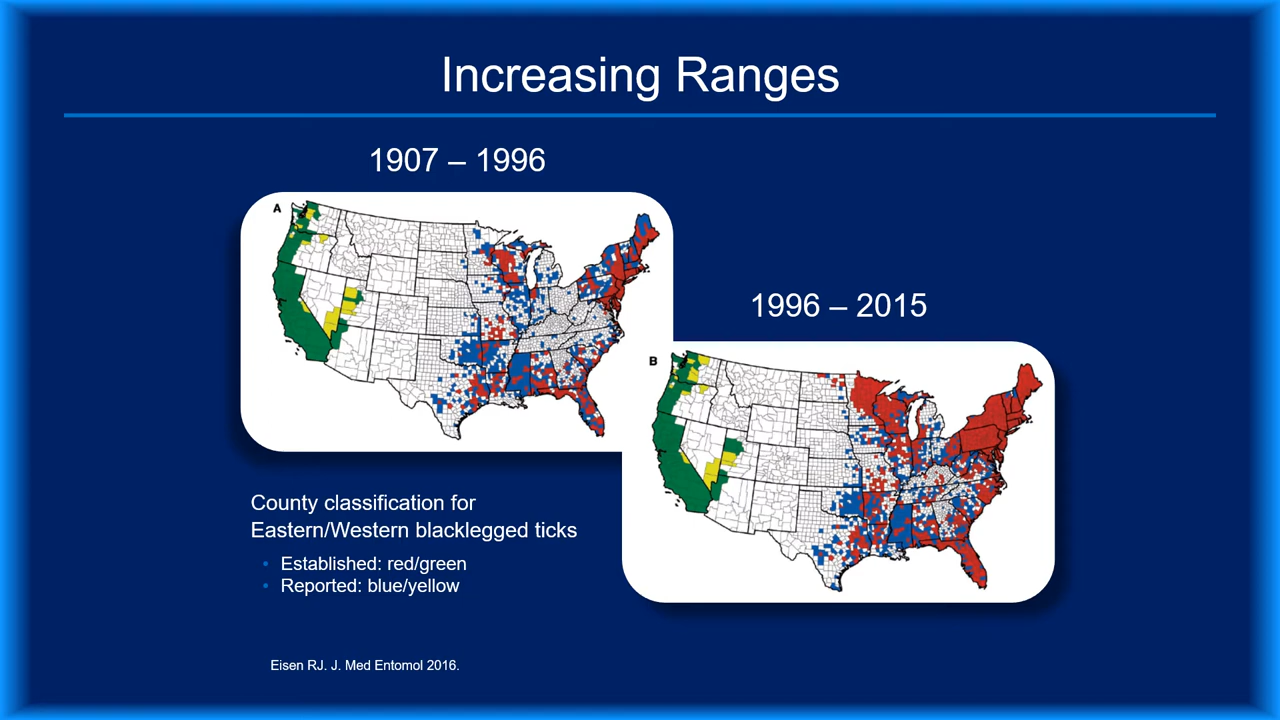 Increasing Ranges
1907 – 1996
A
1996 – 2015
B
County classification for
Eastern/Western blacklegged ticks
• Established: red/green
• Reported: blue/yellow
Eisen RJ. J. Med Entomol 2016.